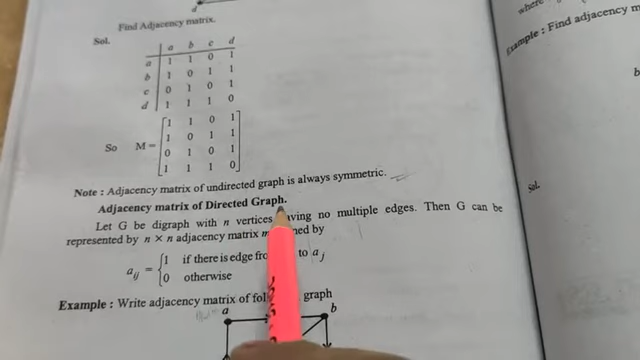 d
Find Adjacency matrix.
Sol.
a b c d
a 1 1 0 1
b 1 0 1 1
c 0 1 0 1
d 1 1 1 0
So M = [1 1 0 1
1 0 1 1
0 1 0 1
1 1 1 0]
Note : Adjacency matrix of undirected graph is always symmetric.
Adjacency matrix of Directed Graph.
Let G be digraph with n vertices having no multiple edges. Then G can be
represented by n × n adjacency matrix by
a_ij = {1 if there is edge to a_j
0 otherwise
Example : Write adjacency matrix of graph
a b
where
Example : Find adjacency m
b
Sol.